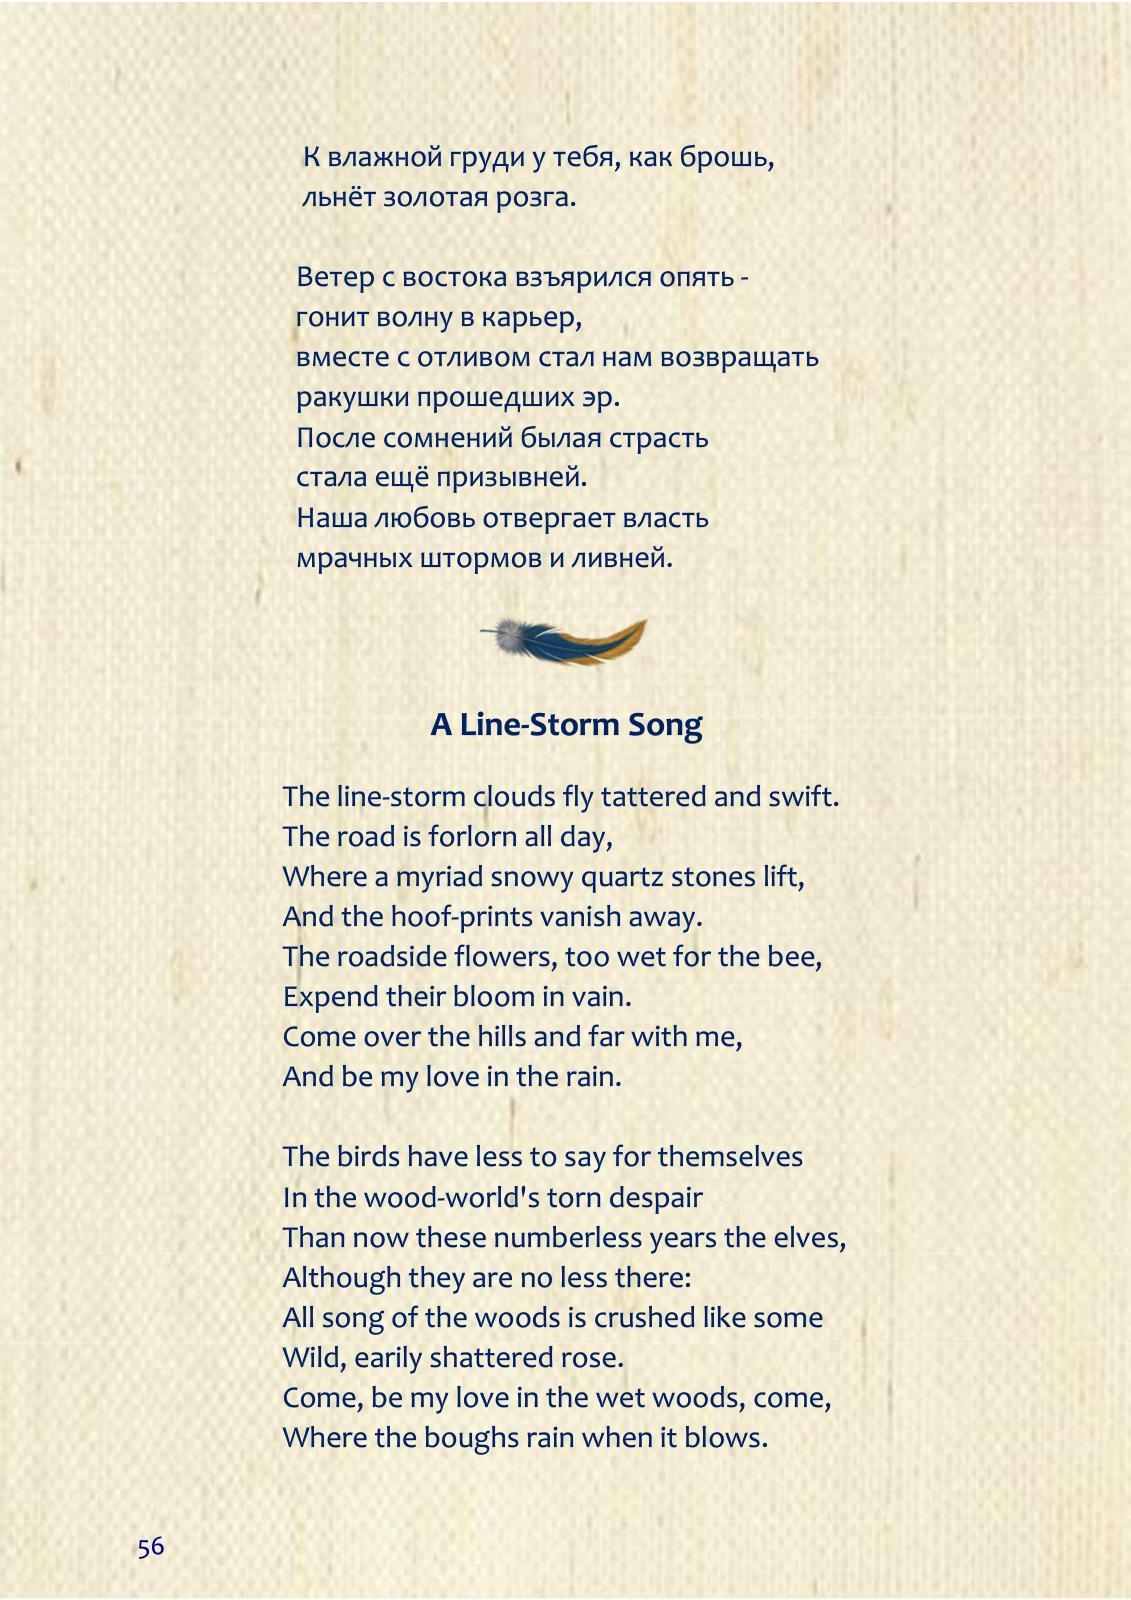 К влажной груди у тебя, как брошь,
льнёт золотая розга.
Ветер с востока взъярился опять -
гонит волну в карьер,
вместе с отливом стал нам возвращать
ракушки прошедших эр.
После сомнений былая страсть
стала ещё призывней.
Наша любовь отвергает власть
мрачных штормов и ливней.
A Line-Storm Song
The line-storm clouds fly tattered and swift.
The road is forlorn all day,
Where a myriad snowy quartz stones lift,
And the hoof-prints vanish away.
The roadside flowers, too wet for the bee,
Expend their bloom in vain.
Come over the hills and far with me,
And be my love in the rain.
The birds have less to say for themselves
In the wood-world's torn despair
Than now these numberless years the elves,
Although they are no less there:
All song of the woods is crushed like some
Wild, earily shattered rose.
Come, be my love in the wet woods, come,
Where the boughs rain when it blows.
56